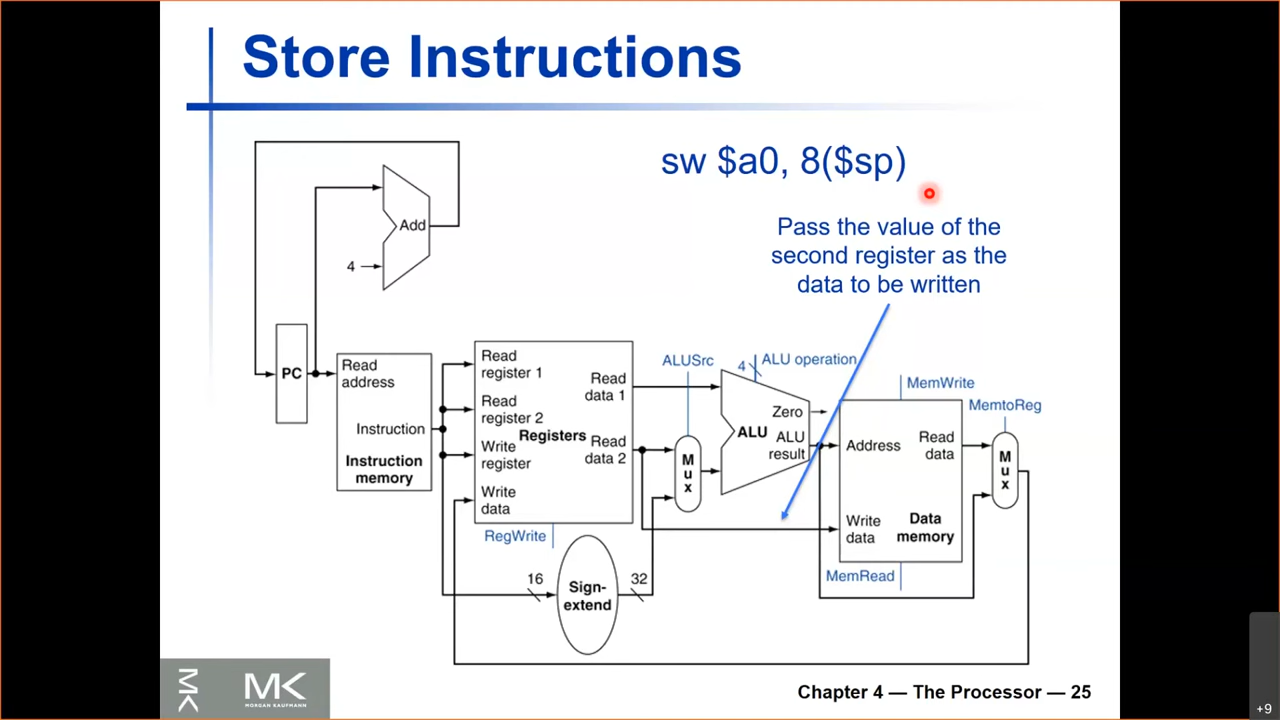 Store Instructions
sw $a0, 8($sp)
Pass the value of the
second register as the
data to be written
Add
4
PC
Read
address
Instruction
Instruction
memory
Read
register 1
Read
register 2
Write
register
Write
data
Registers
Read
data 1
Read
data 2
RegWrite
16
Sign-
extend
32
ALUSrc
M
u
x
4
ALU operation
Zero
ALU
ALU
result
MemWrite
Address
Read
data
Write
data
Data
memory
MemRead
MemtoReg
M
u
x
MK
MK
MORGAN KAUFMANN
Chapter 4 — The Processor — 25
+9